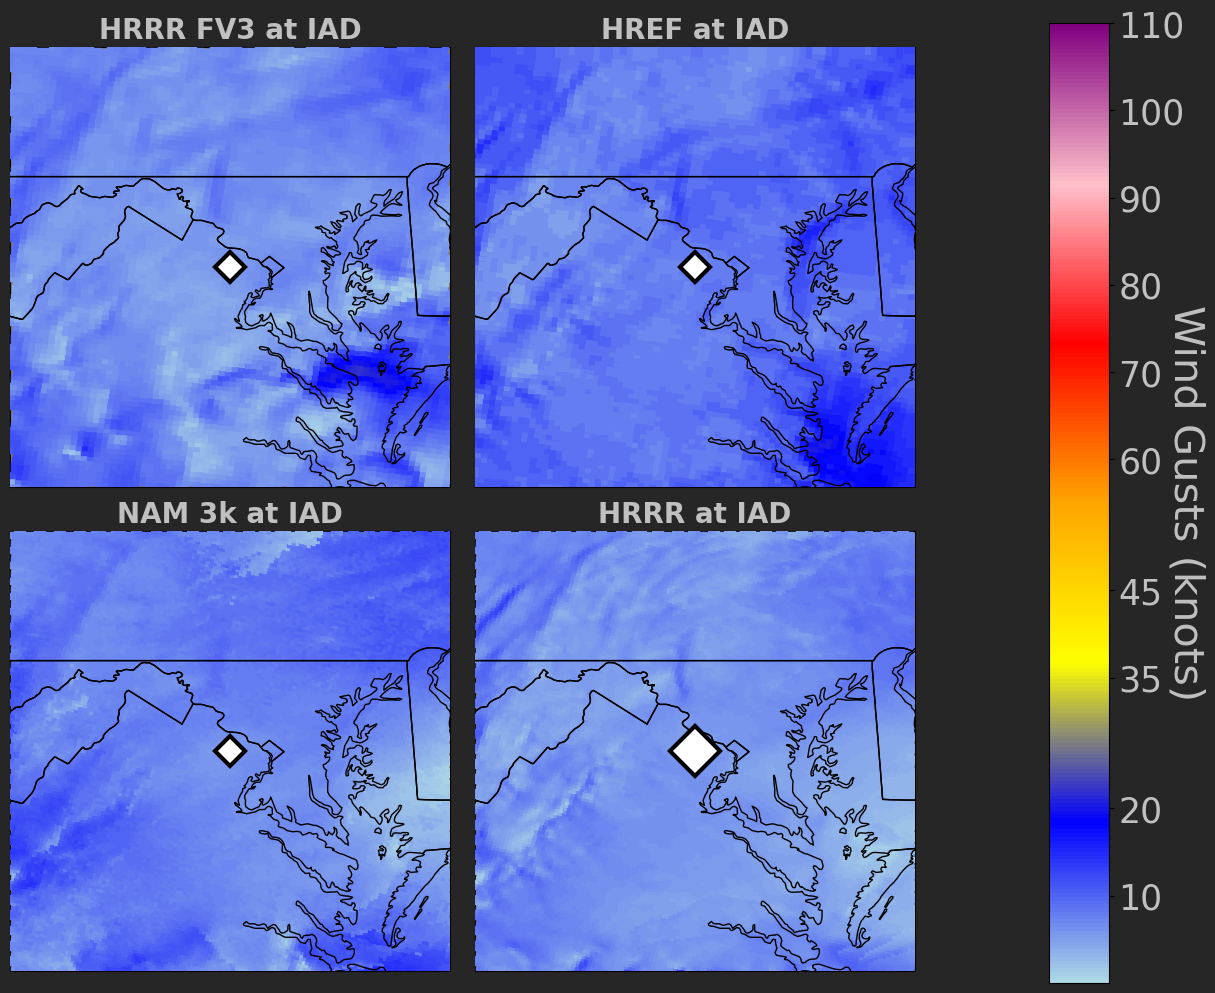 HRRR FV3 at IAD
HREF at IAD
NAM 3k at IAD
HRRR at IAD
110
100
90
80
70
60
45
35
20
10
Wind Gusts (knots)